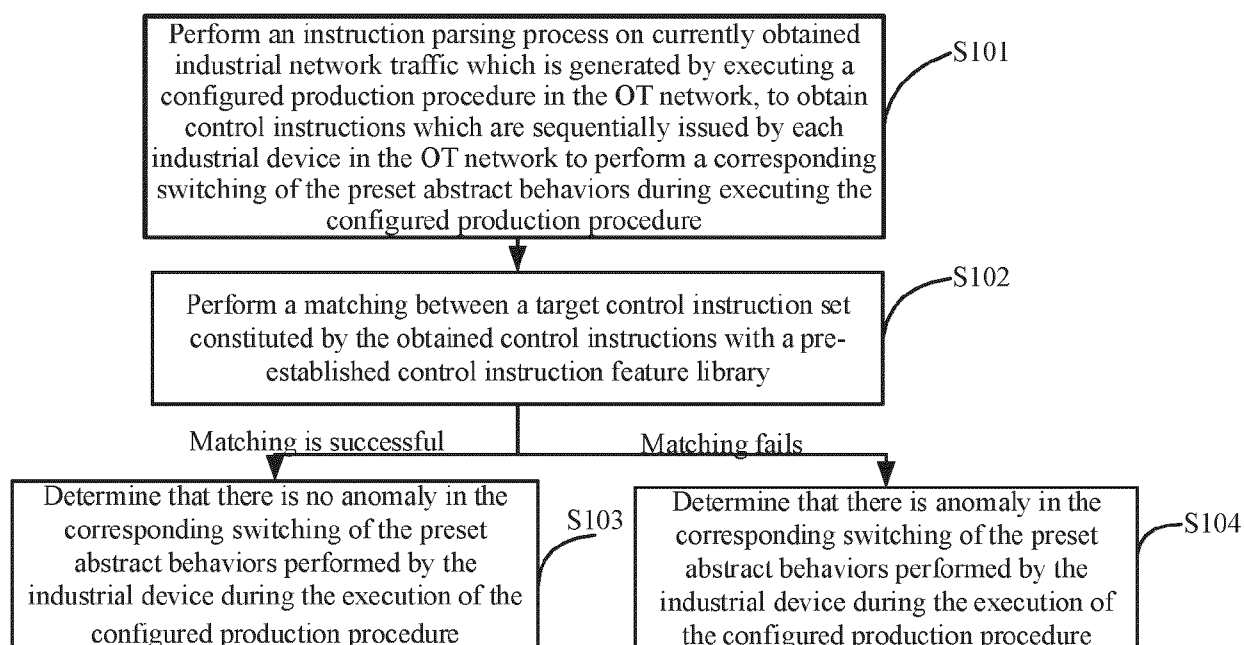 Perform an instruction parsing process on currently obtained
industrial network traffic which is generated by executing a
configured production procedure in the OT network, to obtain
control instructions which are sequentially issued by each
industrial device in the OT network to perform a corresponding
switching of the preset abstract behaviors during executing the
configured production procedure
S101
Perform a matching between a target control instruction set
constituted by the obtained control instructions with a pre-
established control instruction feature library
S102
Matching is successful
Matching fails
Determine that there is no anomaly in the
corresponding switching of the preset
abstract behaviors performed by the
industrial device during the execution of the
configured production procedure
S103
Determine that there is anomaly in the
corresponding switching of the preset
abstract behaviors performed by the
industrial device during the execution of
the configured production procedure
S104